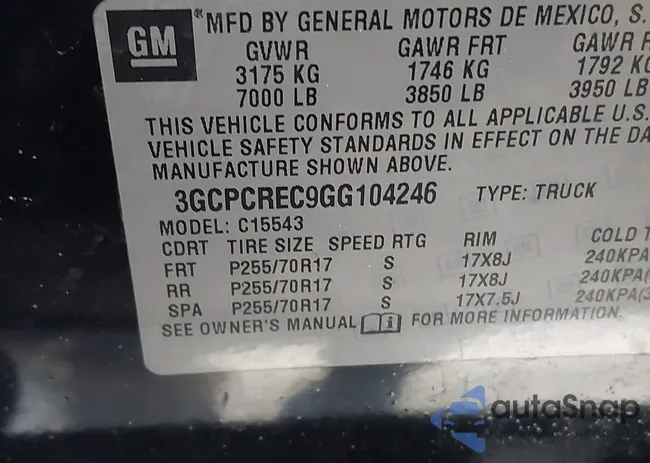 GM
*MFD BY GENERAL MOTORS DE MEXICO, S.
GVWR GAWR FRT GAWR F
3175 KG 1746 KG 1792 KG
7000 LB 3850 LB 3950 LB
THIS VEHICLE CONFORMS TO ALL APPLICABLE U.S.
VEHICLE SAFETY STANDARDS IN EFFECT ON THE DA
MANUFACTURE SHOWN ABOVE.
3GCPCREC9GG104246 TYPE: TRUCK
MODEL: C15543
CDRT TIRE SIZE SPEED RTG RIM COLD T
FRT P255/70R17 S 17X8J 240KPA(
RR P255/70R17 S 17X8J 240KPA(
SPA P255/70R17 S 17X7.5J 240KPA(3
SEE OWNER'S MANUAL i FOR MORE INFORMATION.
autoSnap